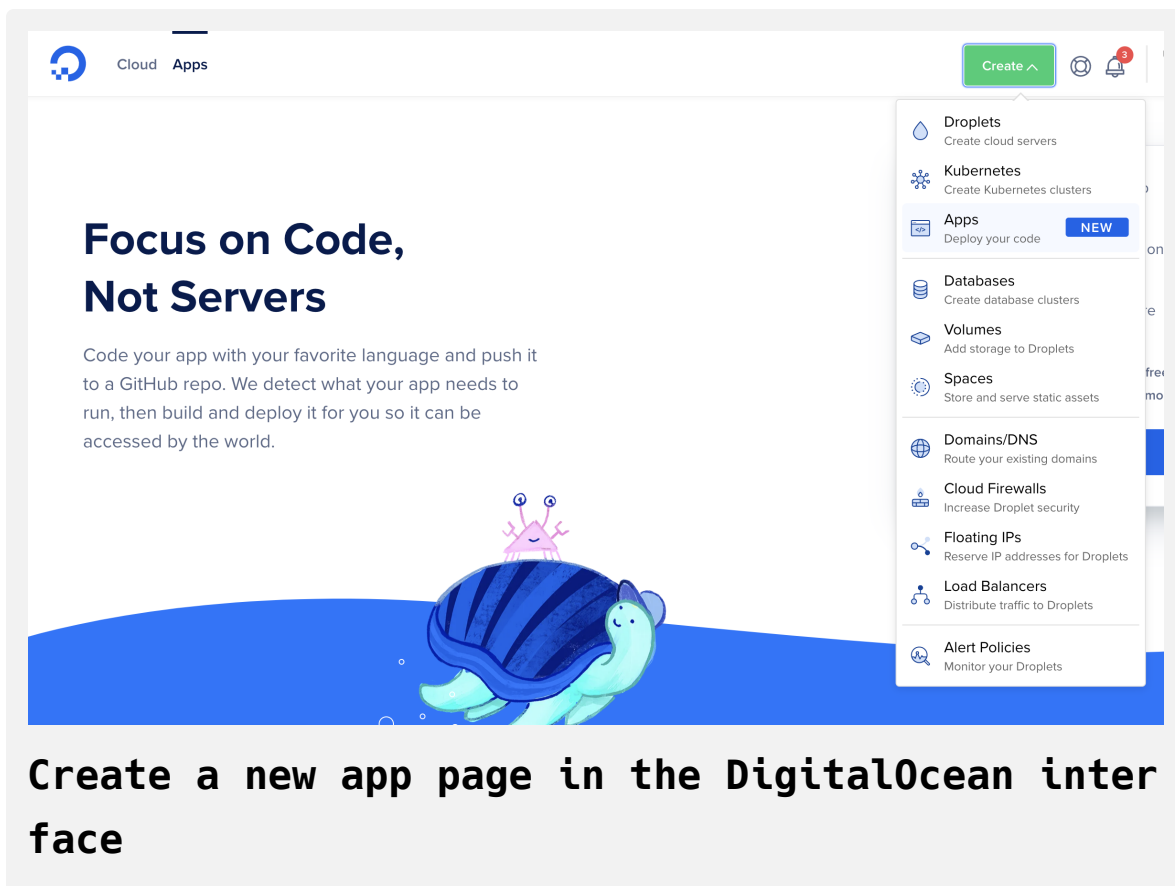 Cloud Apps
Create
3
Droplets
Create cloud servers
Kubernetes
Create Kubernetes clusters
Apps
Deploy your code
NEW
Databases
Create database clusters
Volumes
Add storage to Droplets
Spaces
Store and serve static assets
Domains/DNS
Route your existing domains
Cloud Firewalls
Increase Droplet security
Floating IPs
Reserve IP addresses for Droplets
Load Balancers
Distribute traffic to Droplets
Alert Policies
Monitor your Droplets
on
Focus on Code,
Not Servers
Code your app with your favorite language and push it
to a GitHub repo. We detect what your app needs to
run, then build and deploy it for you so it can be
accessed by the world.
Create a new app page in the DigitalOcean inter
face